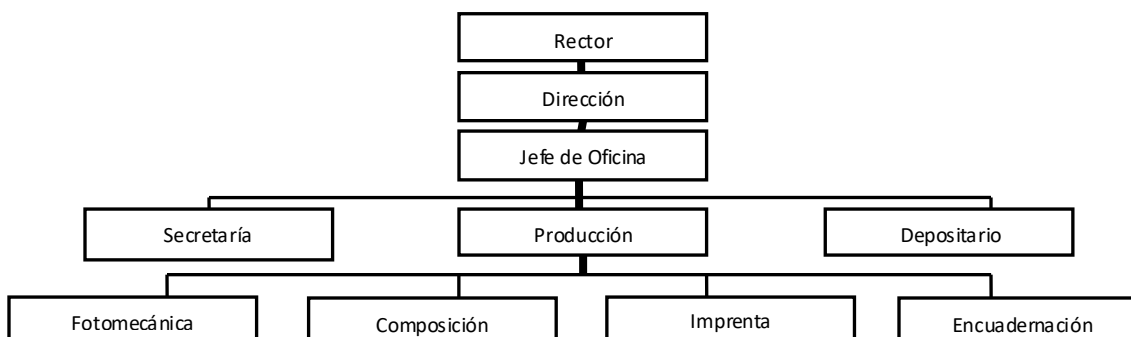 Rector
Dirección
Jefe de Oficina
Secretaría
Producción
Depositario
Fotomecánica
Composición
Imprenta
Encuadernación